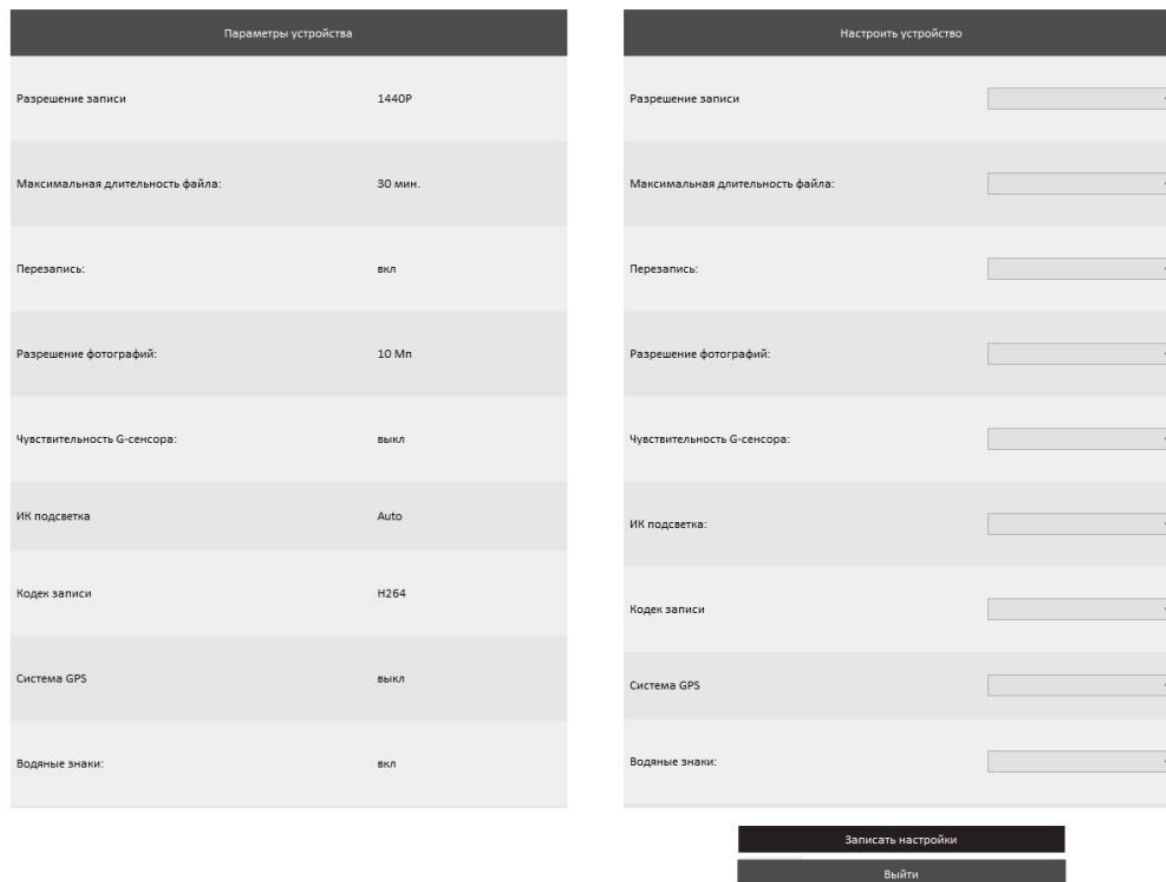 Параметры устройства
Разрешение записи 1440P
Максимальная длительность файла: 30 мин.
Перезапись: вкл
Разрешение фотографий: 10 Мп
Чувствительность G-сенсора: выкл
ИК подсветка Auto
Кодек записи H264
Система GPS выкл
Водяные знаки: вкл
Настроить устройство
Разрешение записи
Максимальная длительность файла:
Перезапись:
Разрешение фотографий:
Чувствительность G-сенсора:
ИК подсветка:
Кодек записи
Система GPS
Водяные знаки:
Записать настройки
Выйти